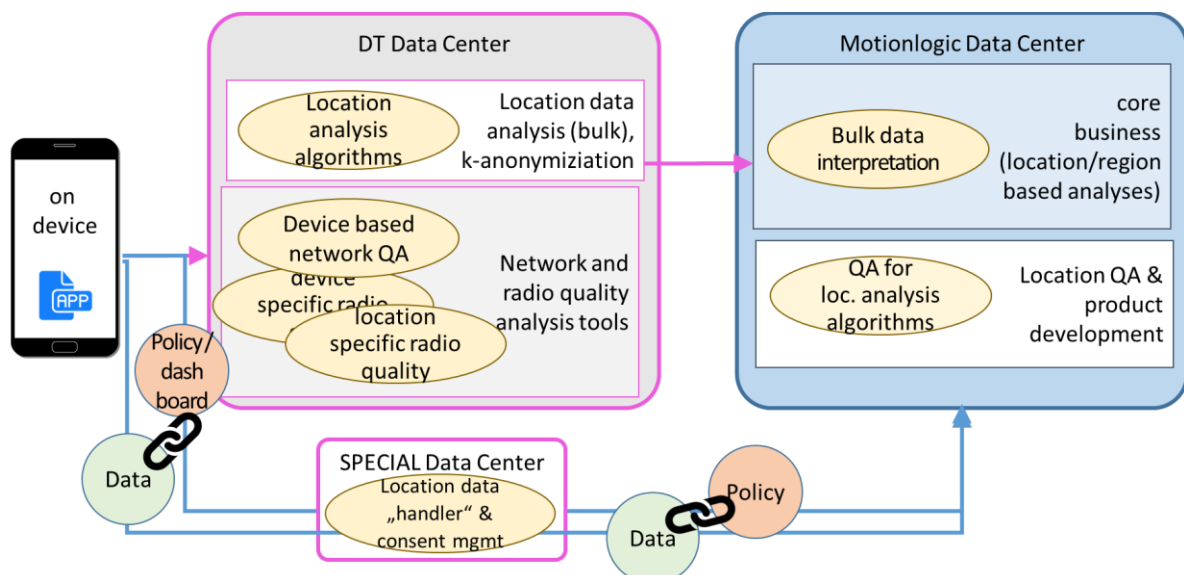 DT Data Center
Location
analysis
algorithms
Location data
analysis (bulk),
k-anonymiziation
Motionlogic Data Center
Bulk data
interpretation
core
business
(location/region
based analyses)
on
device
APP
Device based
network QA
device
specific radio
location
specific radio
quality
Network and
radio quality
analysis tools
QA for
loc. analysis
algorithms
Location QA &
product
development
Policy/
dash
board
Data
SPECIAL Data Center
Location data
„handler“ &
consent mgmt
Data
Policy